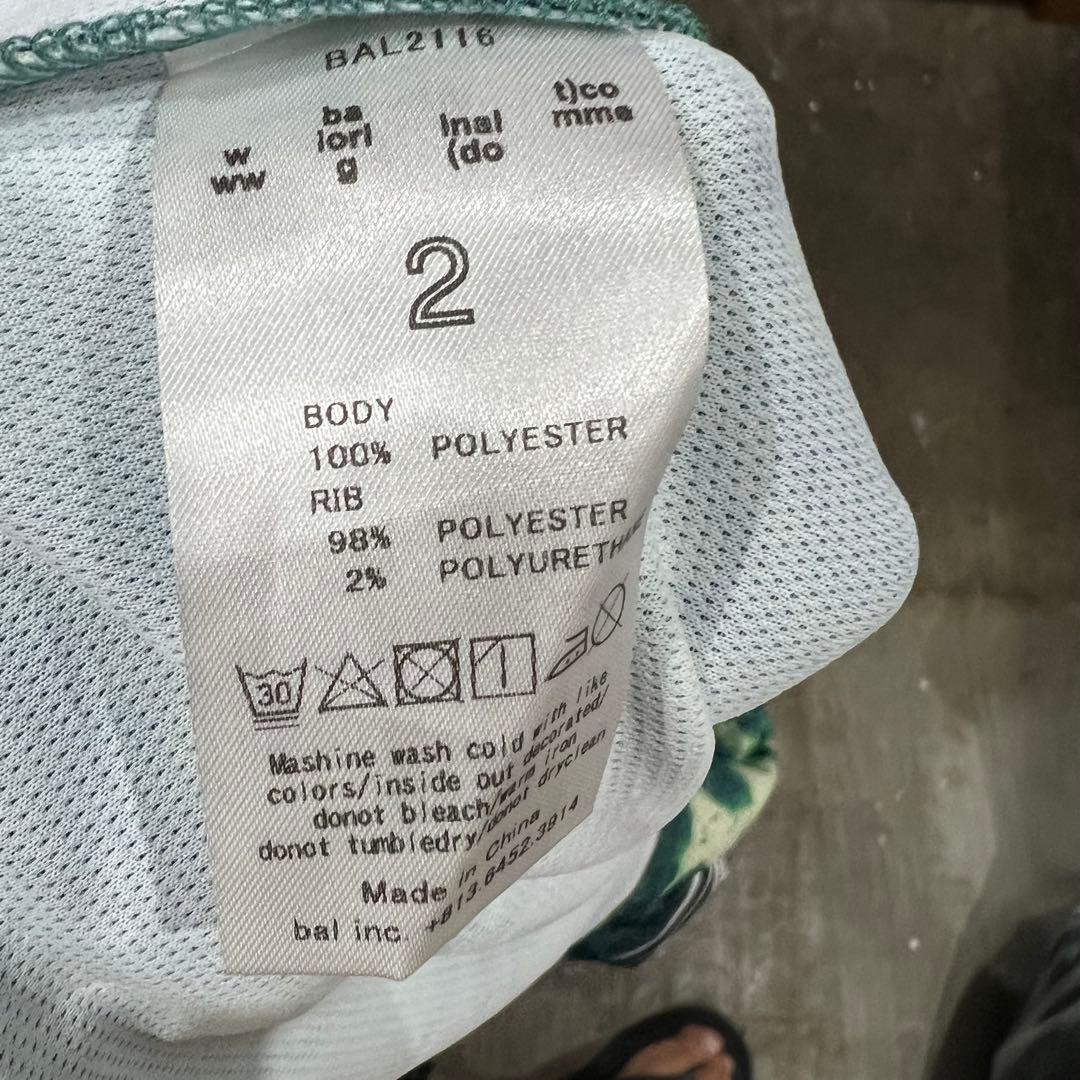 BAL2116
w
ww
ba
lori
g
lnal
(do
t)co
mme
2
BODY
100% POLYESTER
RIB
98% POLYESTER
2% POLYURETHA
30
Mashine wash cold with like
colors/inside out decorated/
donot bleach/warm iron
donot tumbledry/donot dryclean
Made in China
bal inc. +813.6452.3914